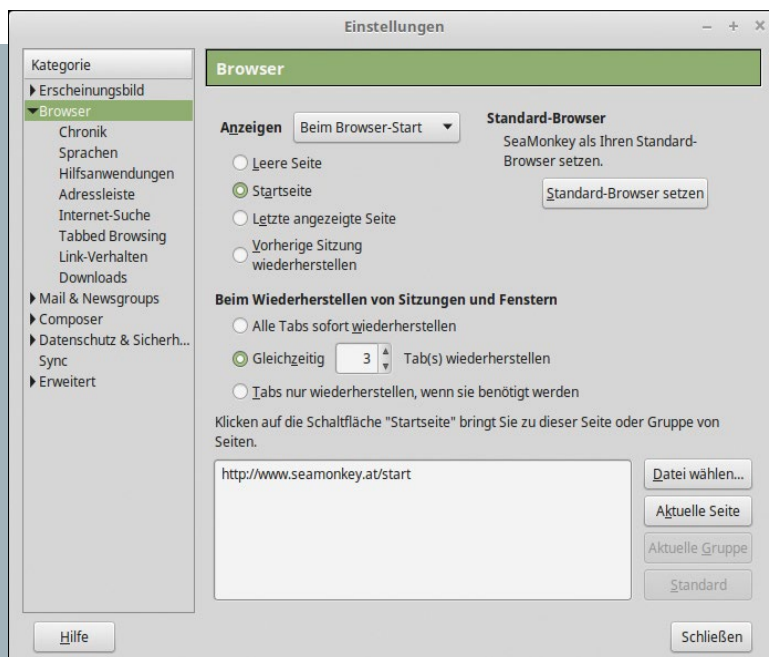 Einstellungen
Kategorie
Erscheinungsbild
Browser
Chronik
Sprachen
Hilfsanwendungen
Adressleiste
Internet-Suche
Tabbed Browsing
Link-Verhalten
Downloads
Mail & Newsgroups
Composer
Datenschutz & Sicherh...
Sync
Erweitert
Browser
Anzeigen Beim Browser-Start
Leere Seite
Startseite
Letzte angezeigte Seite
Vorherige Sitzung
wiederherstellen
Standard-Browser
SeaMonkey als Ihren Standard-
Browser setzen.
Standard-Browser setzen
Beim Wiederherstellen von Sitzungen und Fenstern
Alle Tabs sofort wiederherstellen
Gleichzeitig 3 Tab(s) wiederherstellen
Tabs nur wiederherstellen, wenn sie benötigt werden
Klicken auf die Schaltfläche "Startseite" bringt Sie zu dieser Seite oder Gruppe von
Seiten.
http://www.seamonkey.at/start
Datei wählen...
Aktuelle Seite
Aktuelle Gruppe
Standard
Hilfe
Schließen